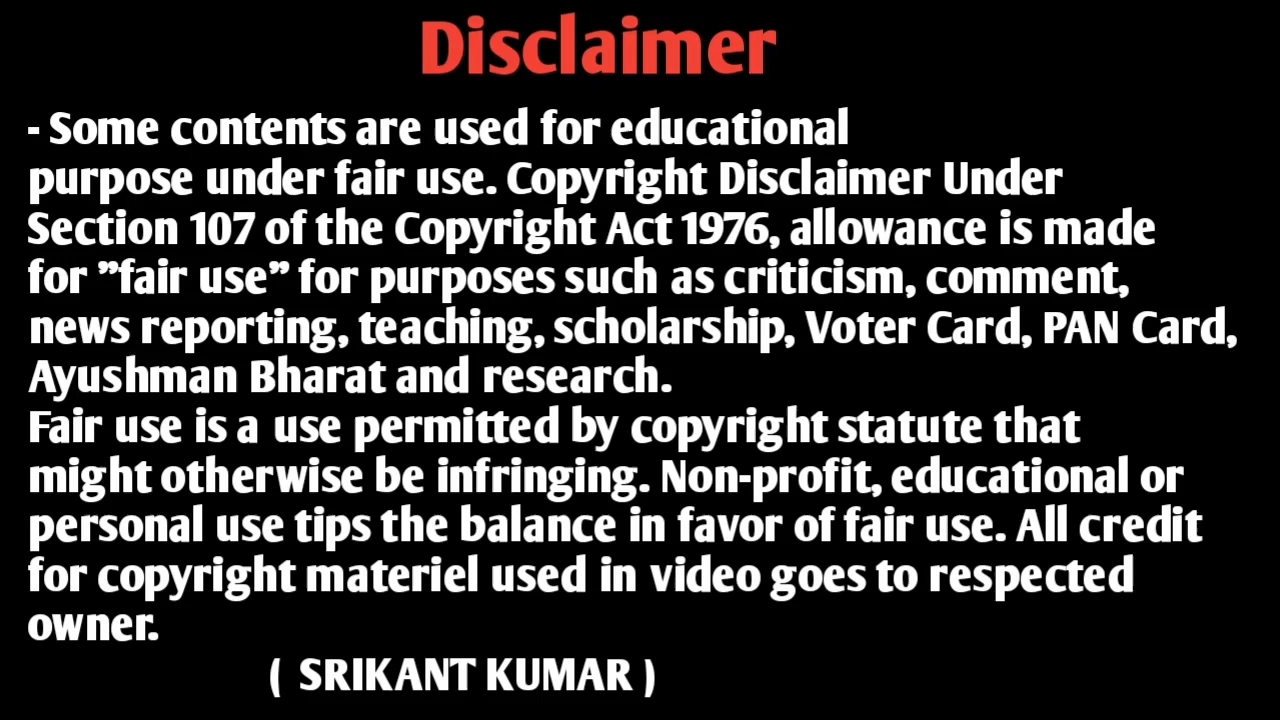 Disclaimer
- Some contents are used for educational
purpose under fair use. Copyright Disclaimer Under
Section 107 of the Copyright Act 1976, allowance is made
for ”fair use” for purposes such as criticism, comment,
news reporting, teaching, scholarship, Voter Card, PAN Card,
Ayushman Bharat and research.
Fair use is a use permitted by copyright statute that
might otherwise be infringing. Non-profit, educational or
personal use tips the balance in favor of fair use. All credit
for copyright materiel used in video goes to respected
owner.
( SRIKANT KUMAR )